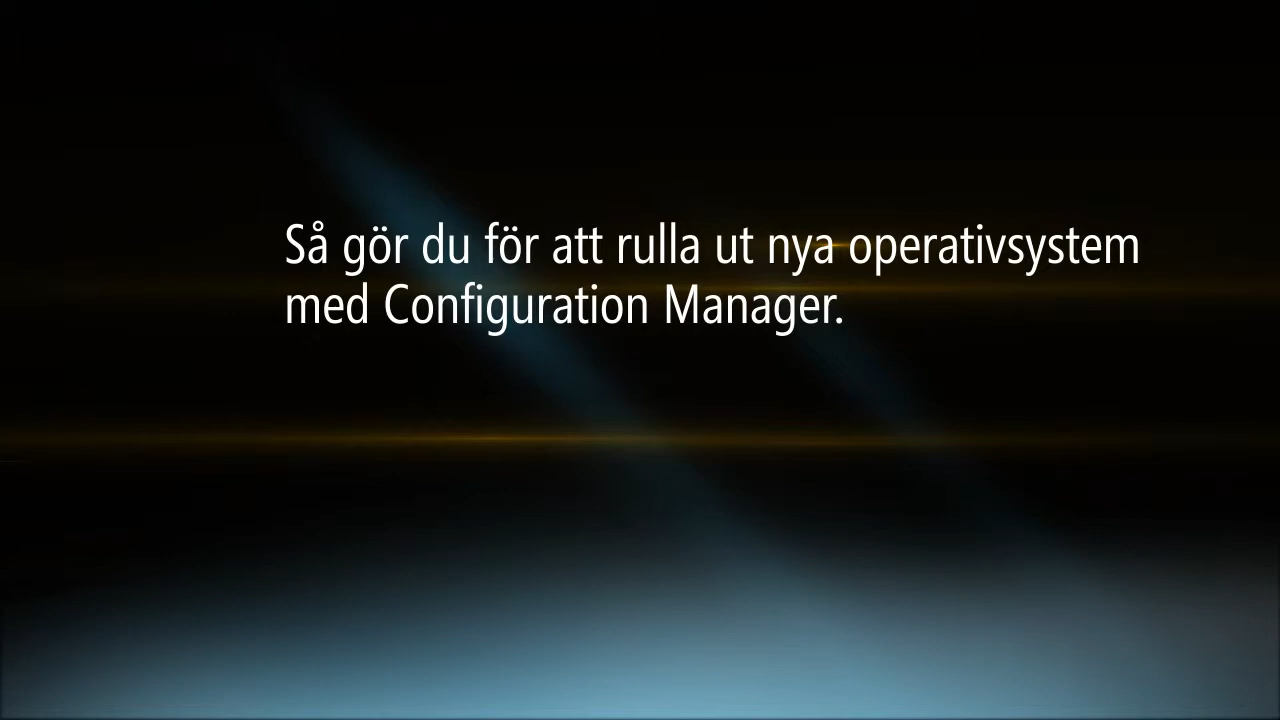 Så gör du för att rulla ut nya operativsystem
med Configuration Manager.